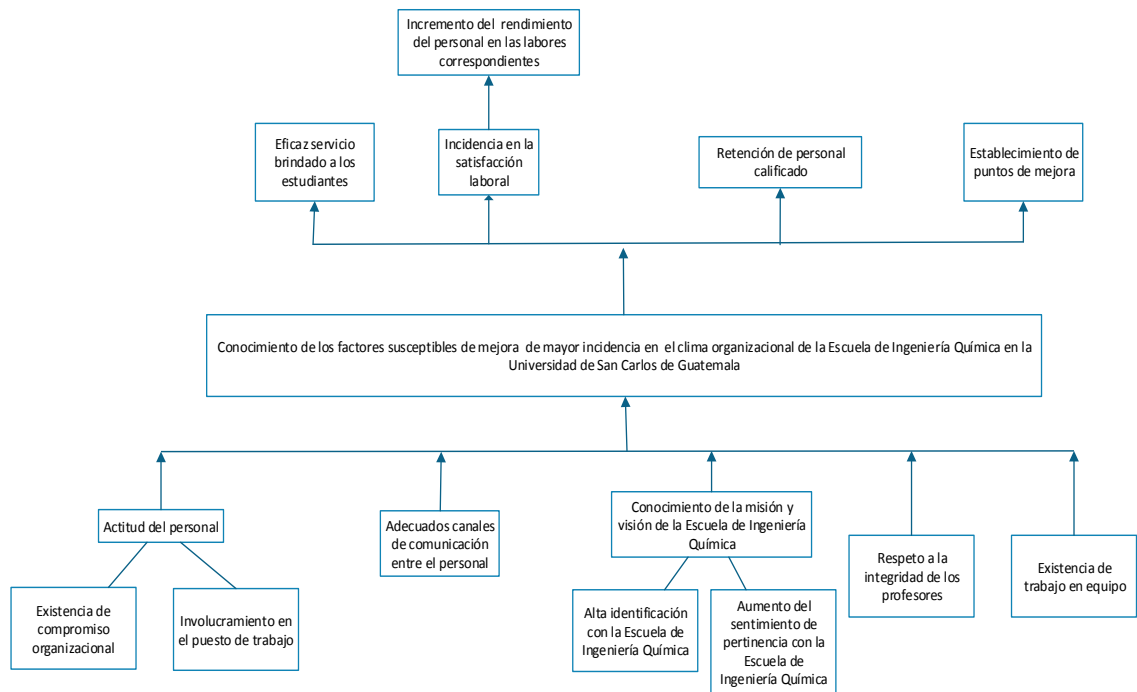 Incremento del rendimiento
del personal en las labores
correspondientes
Eficaz servicio
brindado a los
estudiantes
Incidencia en la
satisfacción
laboral
Retención de personal
calificado
Establecimiento de
puntos de mejora
Conocimiento de los factores susceptibles de mejora de mayor incidencia en el clima organizacional de la Escuela de Ingeniería Química en la
Universidad de San Carlos de Guatemala
Actitud del personal
Adecuados canales
de comunicación
entre el personal
Conocimiento de la misión y
visión de la Escuela de Ingeniería
Química
Respeto a la
integridad de los
profesores
Existencia de
trabajo en equipo
Existencia de
compromiso
organizacional
Involucramiento en
el puesto de trabajo
Alta identificación
con la Escuela de
Ingeniería Química
Aumento del
sentimiento de
pertinencia con la
Escuela de
Ingeniería Química